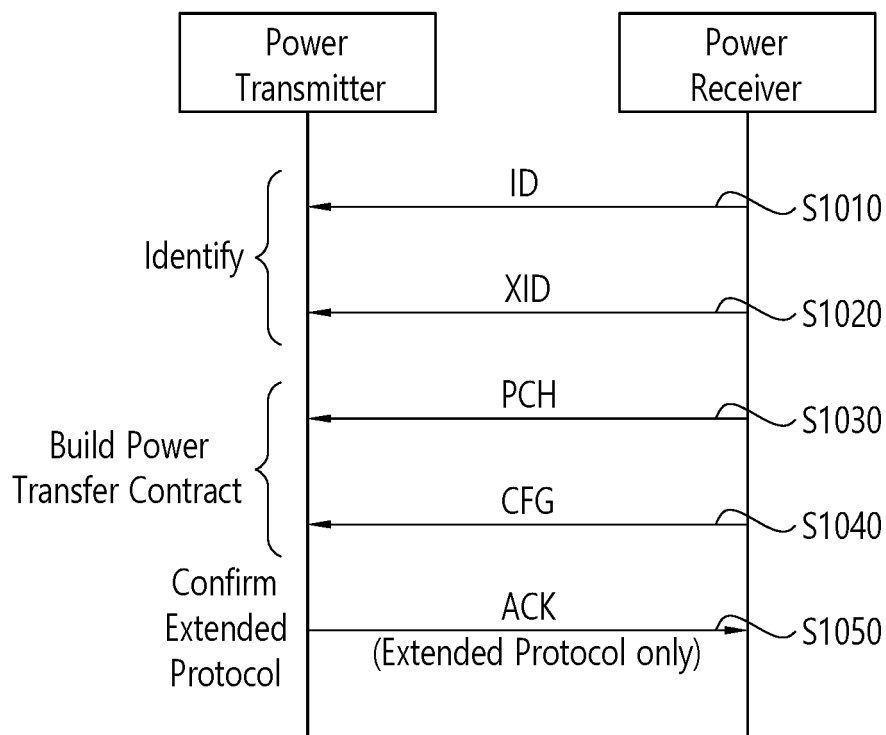 Power
Transmitter
Power
Receiver
ID
S1010
Identify
XID
S1020
PCH
S1030
Build Power
Transfer Contract
CFG
S1040
Confirm
Extended
Protocol
ACK
(Extended Protocol only)
S1050